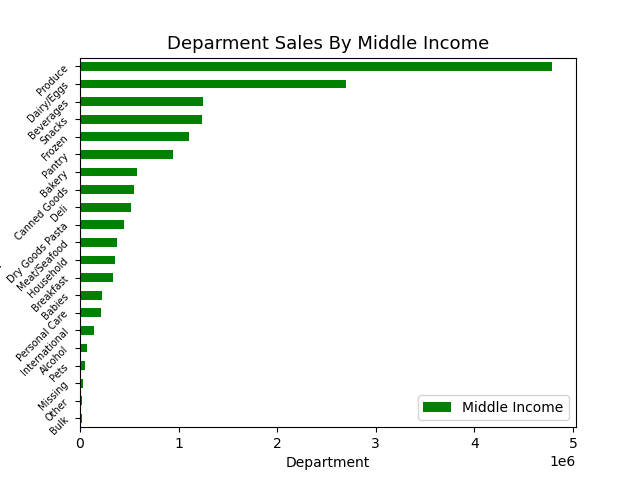 Deparment Sales By Middle Income
Produce
Dairy/Eggs
Beverages
Snacks
Frozen
Pantry
Bakery
Canned Goods
Deli
Dry Goods Pasta
Meat/Seafood
Household
Breakfast
Babies
Personal Care
International
Alcohol
Pets
Missing
Other
Bulk
Middle Income
0 1 2 3 4 5
1e6
Department